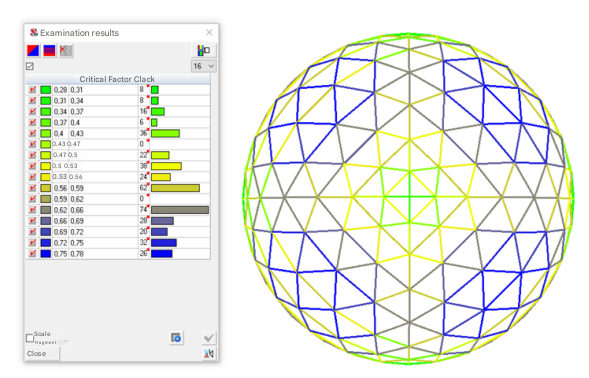 Examination results
16
Critical Factor Clack
0,28 0,31 8
0,31 0,34 8
0,34 0,37 16
0,37 0,4 6
0,4 0,43 36
0.43 0.47 0
0.47 0.5 22
0.5 0.53 38
0.53 0.56 24
0,56 0,59 62
0,59 0,62 0
0,62 0,66 74
0,66 0,69 28
0,69 0,72 20
0,72 0,75 32
0,75 0,78 26
Scale
Close